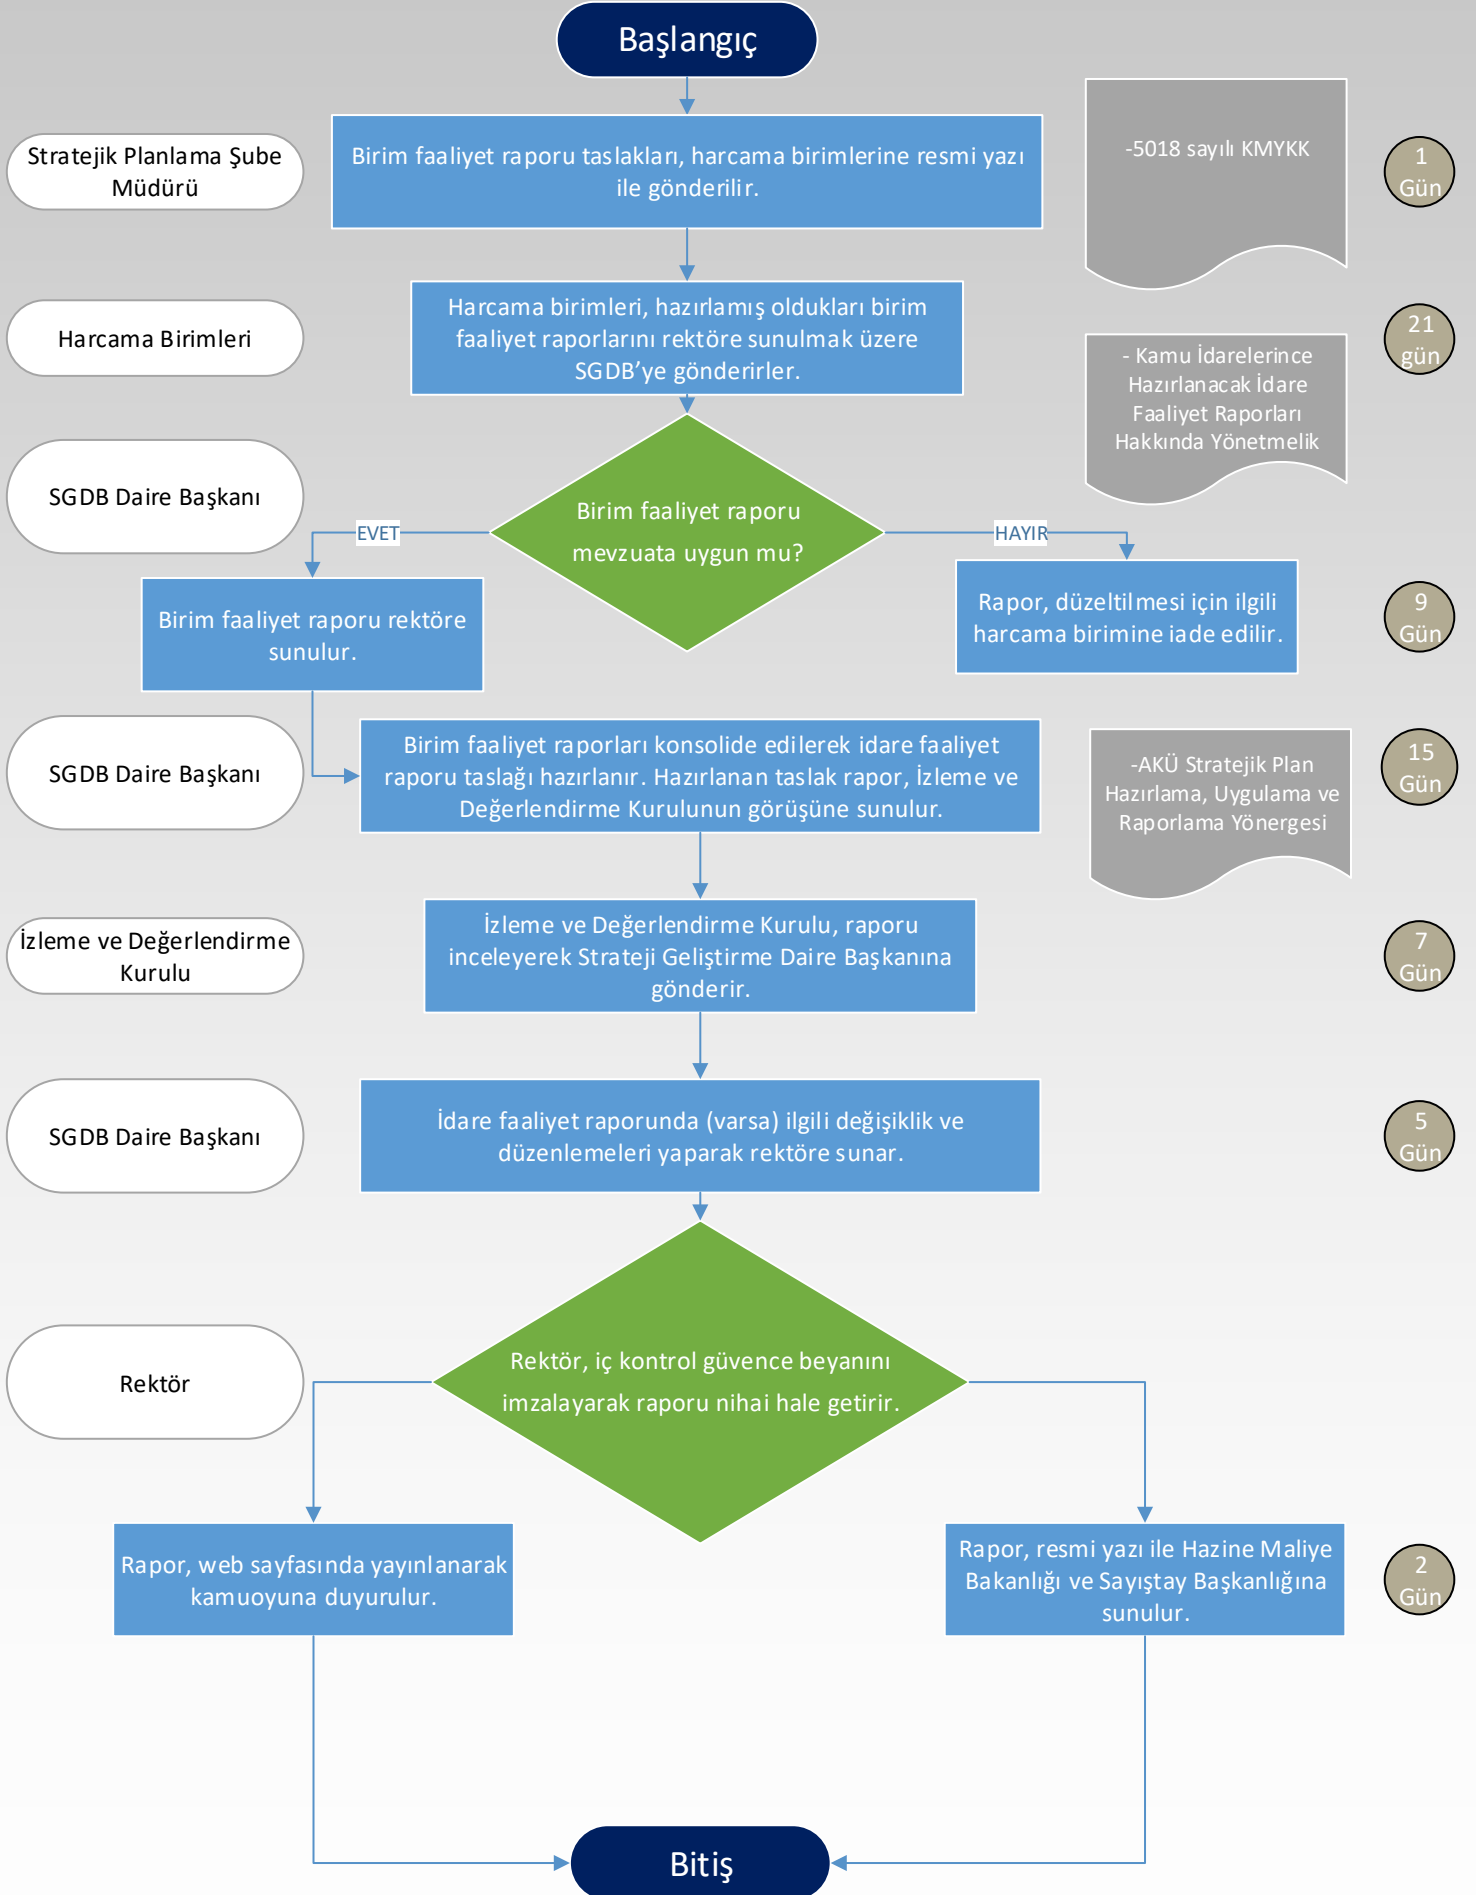 Başlangıç
Stratejik Planlama Şube
Müdürü
Birim faaliyet raporu taslakları, harcama birimlerine resmi yazı
ile gönderilir.
-5018 sayılı KMYKK
1
Gün
Harcama Birimleri
Harcama birimleri, hazırlamış oldukları birim
faaliyet raporlarını rektöre sunulmak üzere
SGDB’ye gönderirler.
- Kamu İdarelerince
Hazırlanacak İdare
Faaliyet Raporları
Hakkında Yönetmelik
21
gün
SGDB Daire Başkanı
Birim faaliyet raporu
mevzuata uygun mu?
EVET
HAYIR
Birim faaliyet raporu rektöre
sunulur.
Rapor, düzeltilmesi için ilgili
harcama birimine iade edilir.
9
Gün
SGDB Daire Başkanı
Birim faaliyet raporları konsolide edilerek idare faaliyet
raporu taslağı hazırlanır. Hazırlanan taslak rapor, İzleme ve
Değerlendirme Kurulunun görüşüne sunulur.
-AKÜ Stratejik Plan
Hazırlama, Uygulama ve
Raporlama Yönergesi
15
Gün
İzleme ve Değerlendirme
Kurulu
İzleme ve Değerlendirme Kurulu, raporu
inceleyerek Strateji Geliştirme Daire Başkanına
gönderir.
7
Gün
SGDB Daire Başkanı
İdare faaliyet raporunda (varsa) ilgili değişiklik ve
düzenlemeleri yaparak rektöre sunar.
5
Gün
Rektör
Rektör, iç kontrol güvence beyanını
imzalayarak raporu nihai hale getirir.
Rapor, web sayfasında yayınlanarak
kamuoyuna duyurulur.
Rapor, resmi yazı ile Hazine Maliye
Bakanlığı ve Sayıştay Başkanlığına
sunulur.
2
Gün
Bitiş